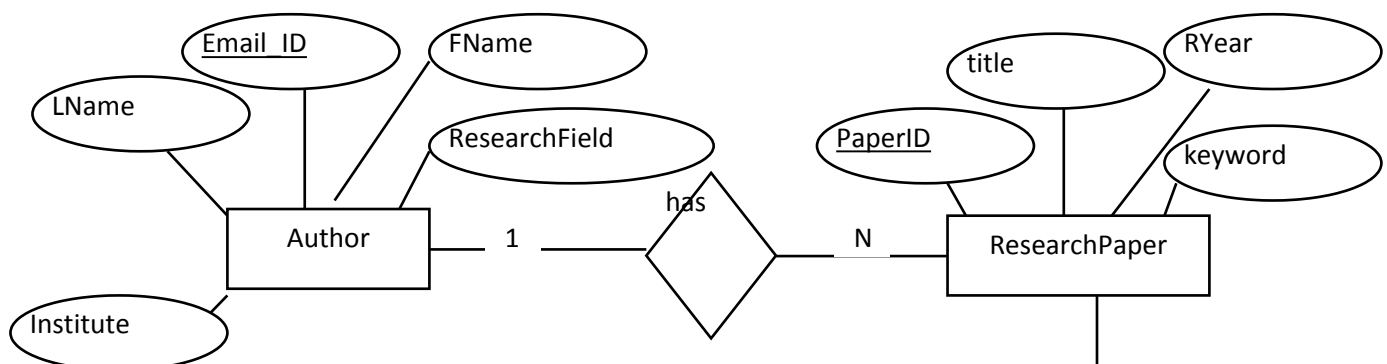 Email_ID
FName
RYear
title
LName
ResearchField
PaperID
keyword
has
Author
1
N
ResearchPaper
Institute